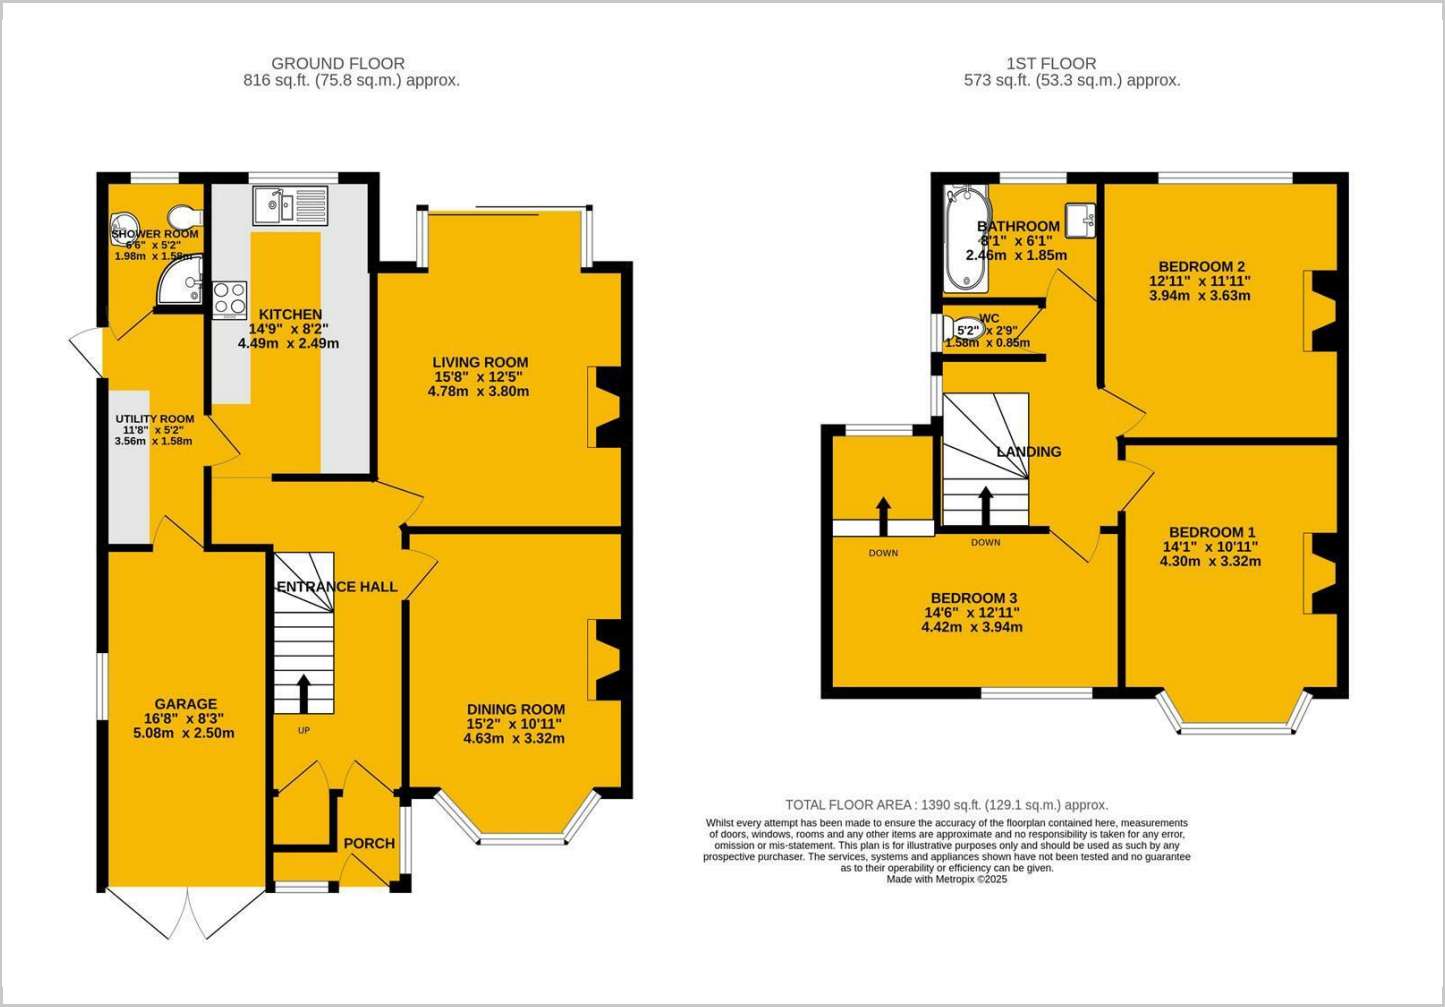 GROUND FLOOR
816 sq.ft. (75.8 sq.m.) approx.
SHOWER ROOM
6'6" x 5'2"
1.98m x 1.58m
KITCHEN
14'9" x 8'2"
4.49m x 2.49m
LIVING ROOM
15'8" x 12'5"
4.78m x 3.80m
UTILITY ROOM
11'8" x 5'2"
3.56m x 1.58m
ENTRANCE HALL
UP
GARAGE
16'8" x 8'3"
5.08m x 2.50m
DINING ROOM
15'2" x 10'11"
4.63m x 3.32m
PORCH
1ST FLOOR
573 sq.ft. (53.3 sq.m.) approx.
BATHROOM
8'1" x 6'1"
2.46m x 1.85m
BEDROOM 2
12'11" x 11'11"
3.94m x 3.63m
WC
5'2" x 2'9"
1.58m x 0.85m
LANDING
DOWN
DOWN
BEDROOM 1
14'1" x 10'11"
4.30m x 3.32m
BEDROOM 3
14'6" x 12'11"
4.42m x 3.94m
TOTAL FLOOR AREA : 1390 sq.ft. (129.1 sq.m.) approx.
Whilst every attempt has been made to ensure the accuracy of the floorplan contained here, measurements
of doors, windows, rooms and any other items are approximate and no responsibility is taken for any error,
omission or mis-statement. This plan is for illustrative purposes only and should be used as such by any
prospective purchaser. The services, systems and appliances shown have not been tested and no guarantee
as to their operability or efficiency can be given.
Made with Metropix ©2025